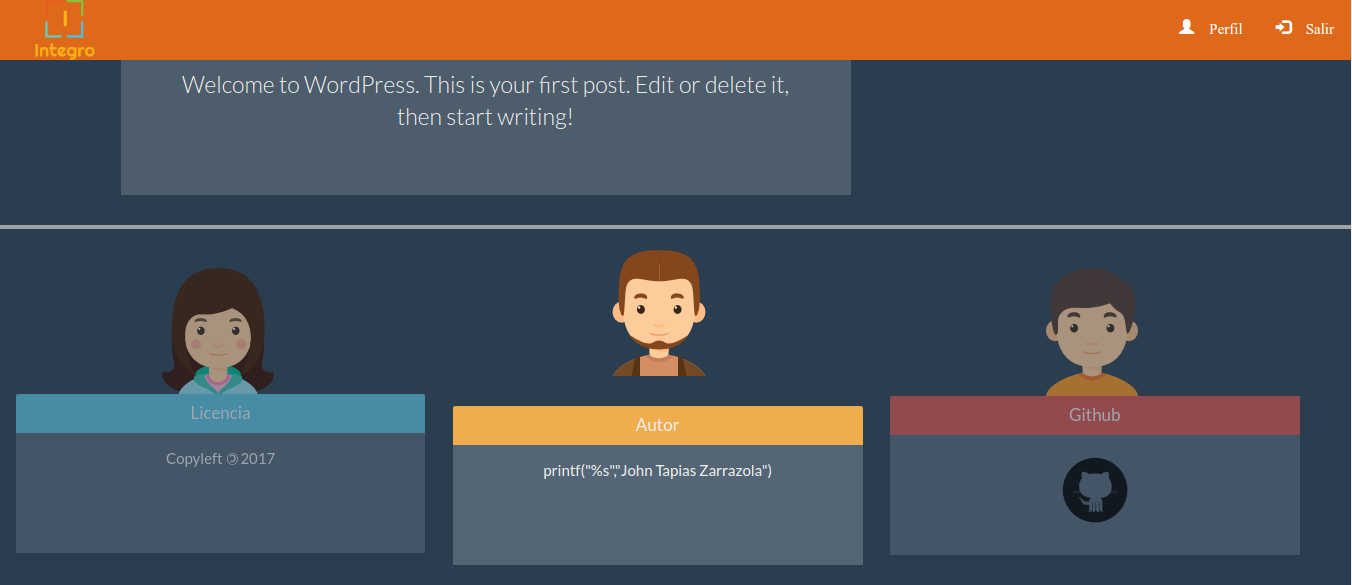 I
Integro
Perfil
Salir
Welcome to WordPress. This is your first post. Edit or delete it,
then start writing!
Licencia
Copyleft 🄯 2017
Autor
printf("%s","John Tapias Zarrazola")
Github